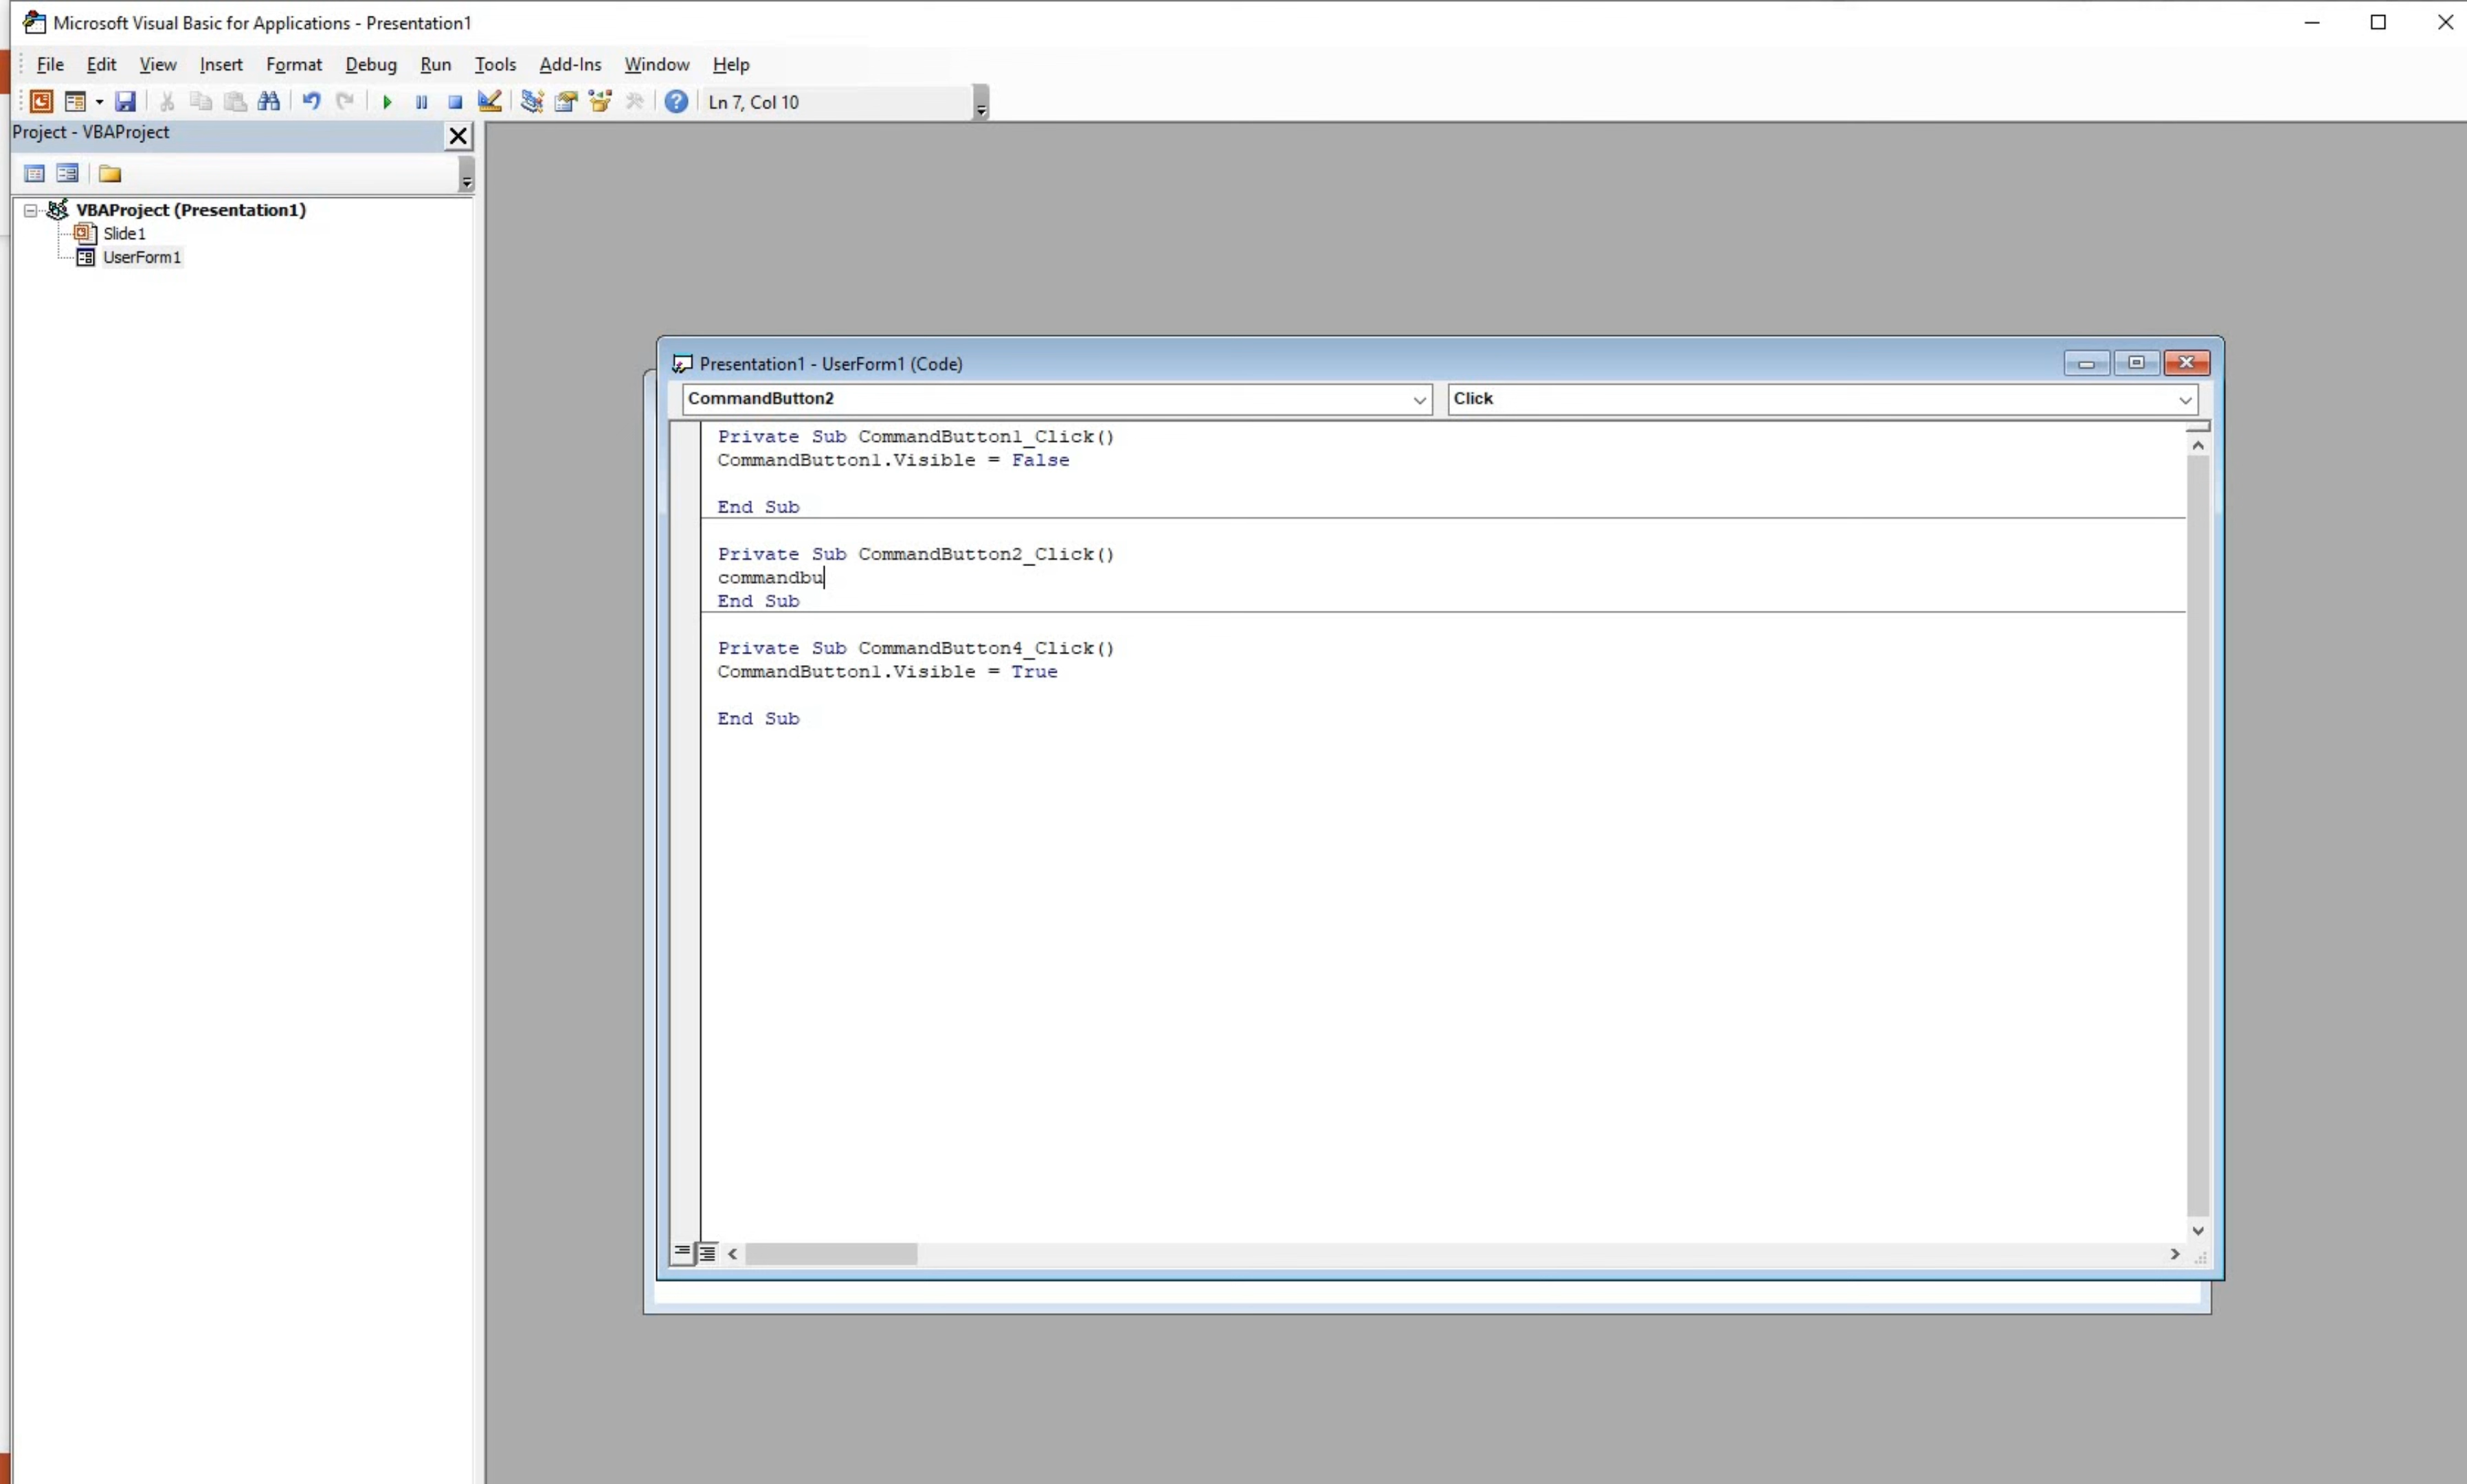 Microsoft Visual Basic for Applications - Presentation1
File Edit View Insert Format Debug Run Tools Add-Ins Window Help
Ln 7, Col 10
Project - VBAProject
VBAProject (Presentation1)
Slide1
UserForm1
Presentation1 - UserForm1 (Code)
CommandButton2 Click
Private Sub CommandButton1_Click()
CommandButton1.Visible = False
End Sub
Private Sub CommandButton2_Click()
commandbu
End Sub
Private Sub CommandButton4_Click()
CommandButton1.Visible = True
End Sub